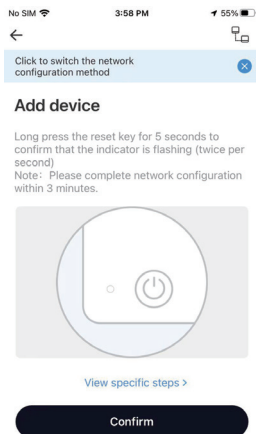 No SIM 3:58 PM 55%
Click to switch the network
configuration method
Add device
Long press the reset key for 5 seconds to
confirm that the indicator is flashing (twice per
second)
Note: Please complete network configuration
within 3 minutes.
View specific steps >
Confirm